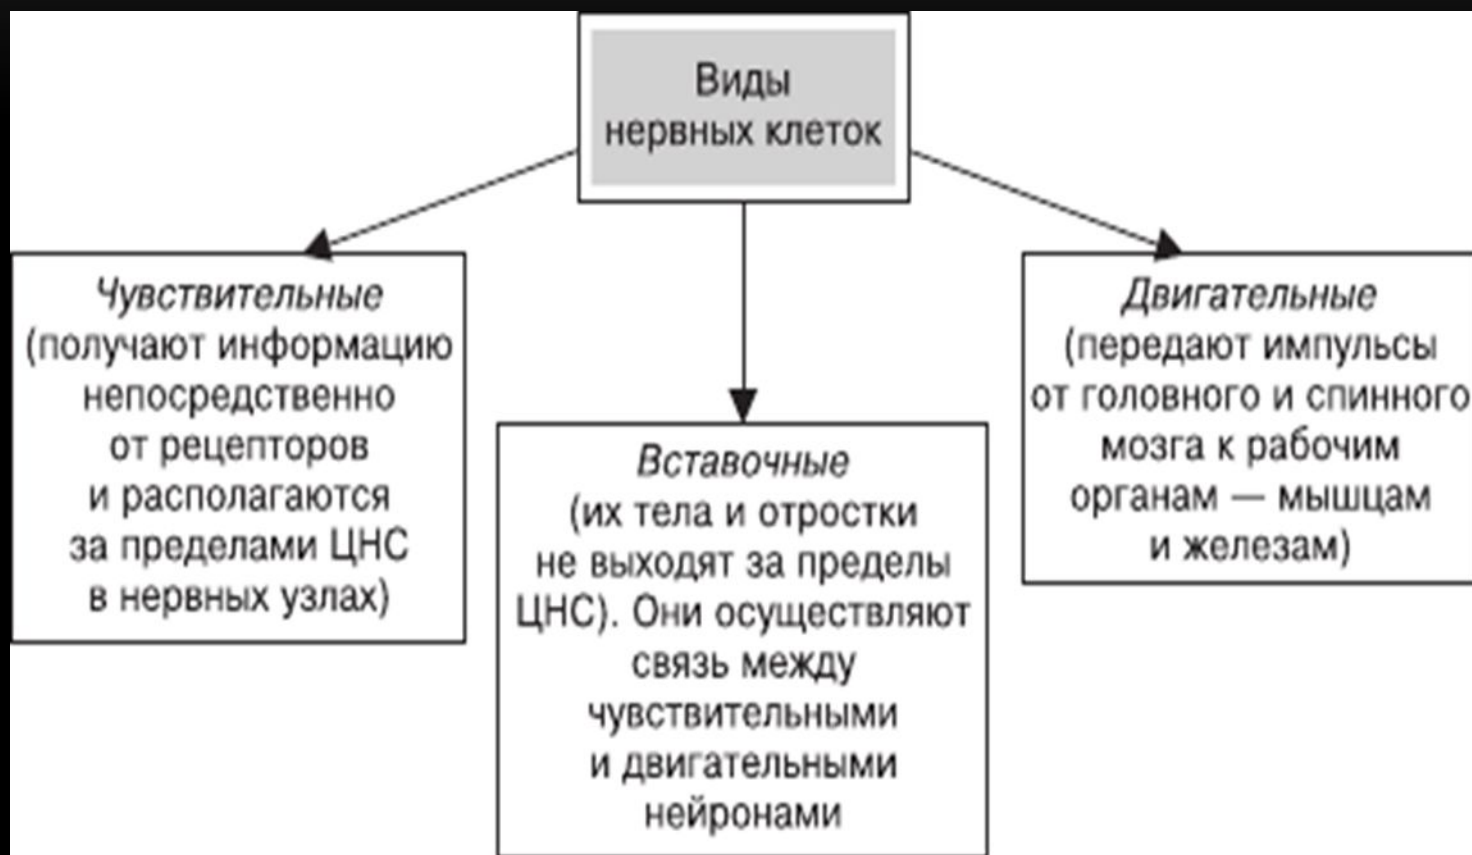 Виды
нервных клеток
Чувствительные
(получают информацию
непосредственно
от рецепторов
и располагаются
за пределами ЦНС
в нервных узлах)
Вставочные
(их тела и отростки
не выходят за пределы
ЦНС). Они осуществляют
связь между
чувствительными
и двигательными
нейронами
Двигательные
(передают импульсы
от головного и спинного
мозга к рабочим
органам — мышцам
и железам)